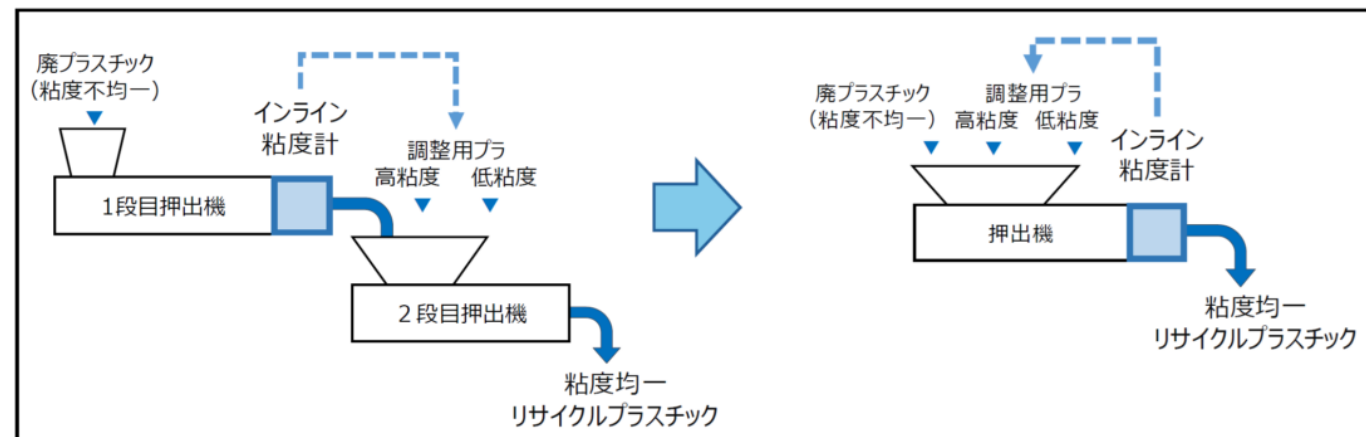 廃プラスチック
（粘度不均一）
インライン
粘度計
調整用プラ
高粘度 低粘度
1段目押出機
２段目押出機
粘度均一
リサイクルプラスチック
廃プラスチック
（粘度不均一）
調整用プラ
高粘度 低粘度
インライン
粘度計
押出機
粘度均一
リサイクルプラスチック